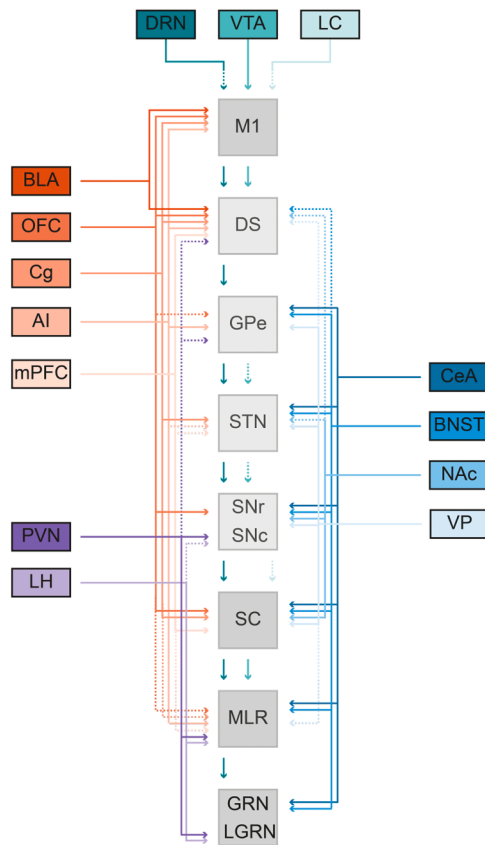 DRN VTA LC
M1
BLA
DS
OFC
Cg
AI
GPe
mPFC
CeA
STN
BNST
NAc
SNr
SNc
VP
PVN
LH
SC
MLR
GRN
LGRN